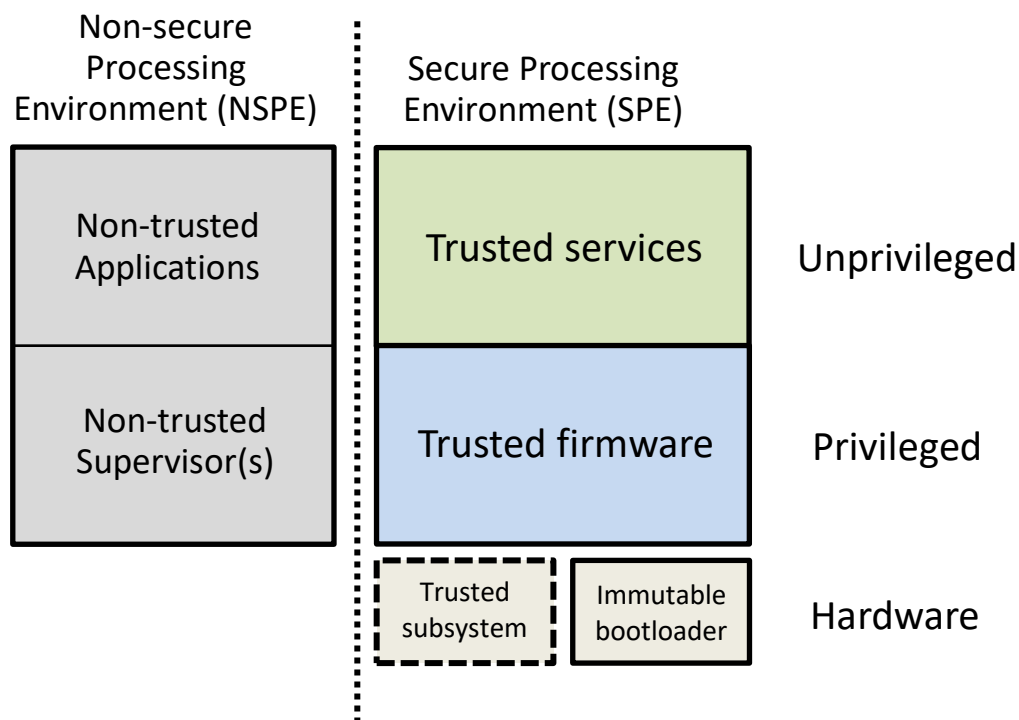 Non-secure
Processing
Environment (NSPE)
Secure Processing
Environment (SPE)
Non-trusted
Applications
Trusted services
Unprivileged
Non-trusted
Supervisor(s)
Trusted firmware
Privileged
Trusted
subsystem
Immutable
bootloader
Hardware